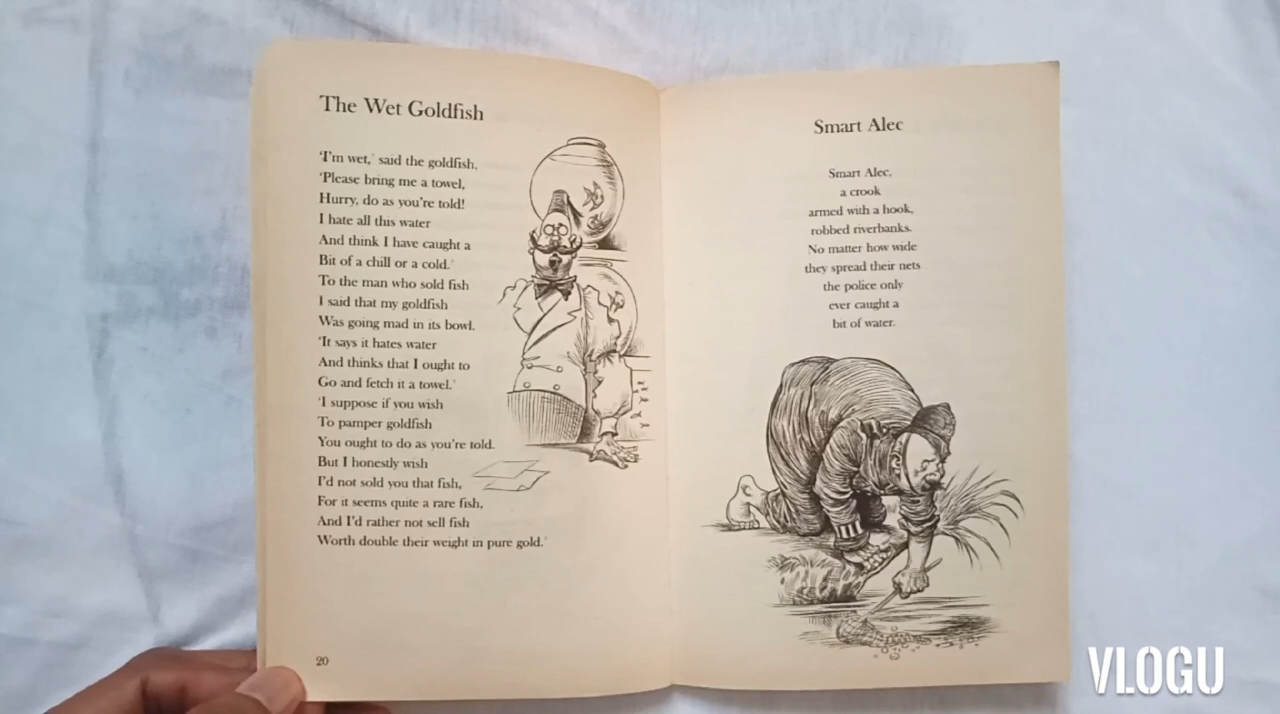 The Wet Goldfish
'I'm wet,' said the goldfish,
'Please bring me a towel,
Hurry, do as you're told!
I hate all this water
And think I have caught a
Bit of a chill or a cold.'
To the man who sold fish
I said that my goldfish
Was going mad in its bowl.
'It says it hates water
And thinks that I ought to
Go and fetch it a towel.'
'I suppose if you wish
To pamper goldfish
You ought to do as you're told.
But I honestly wish
I'd not sold you that fish,
For it seems quite a rare fish,
And I'd rather not sell fish
Worth double their weight in pure gold.'
20
Smart Alec
Smart Alec,
a crook
armed with a hook,
robbed riverbanks.
No matter how wide
they spread their nets
the police only
ever caught a
bit of water.
VLOGU